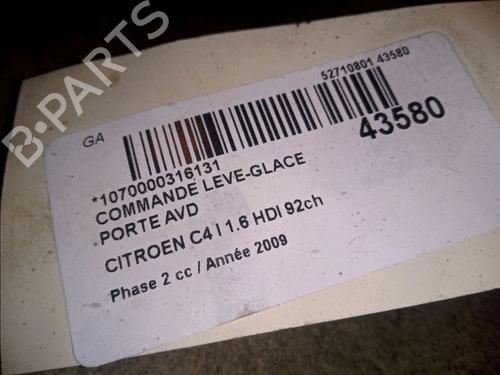 B-PARTS
GA
52710801 43580
43580
*1070000316131
COMMANDE LEVE-GLACE
PORTE AVD
CITROEN C4 I 1.6 HDI 92ch
Phase 2 cc / Année 2009